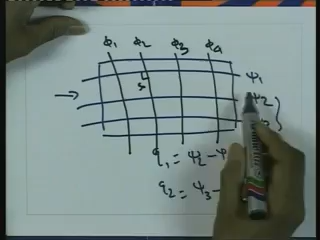 φ1 φ2 φ3 φ4
ψ1
s ψ2
q1 = ψ2 - ψ
q2 = ψ3 -